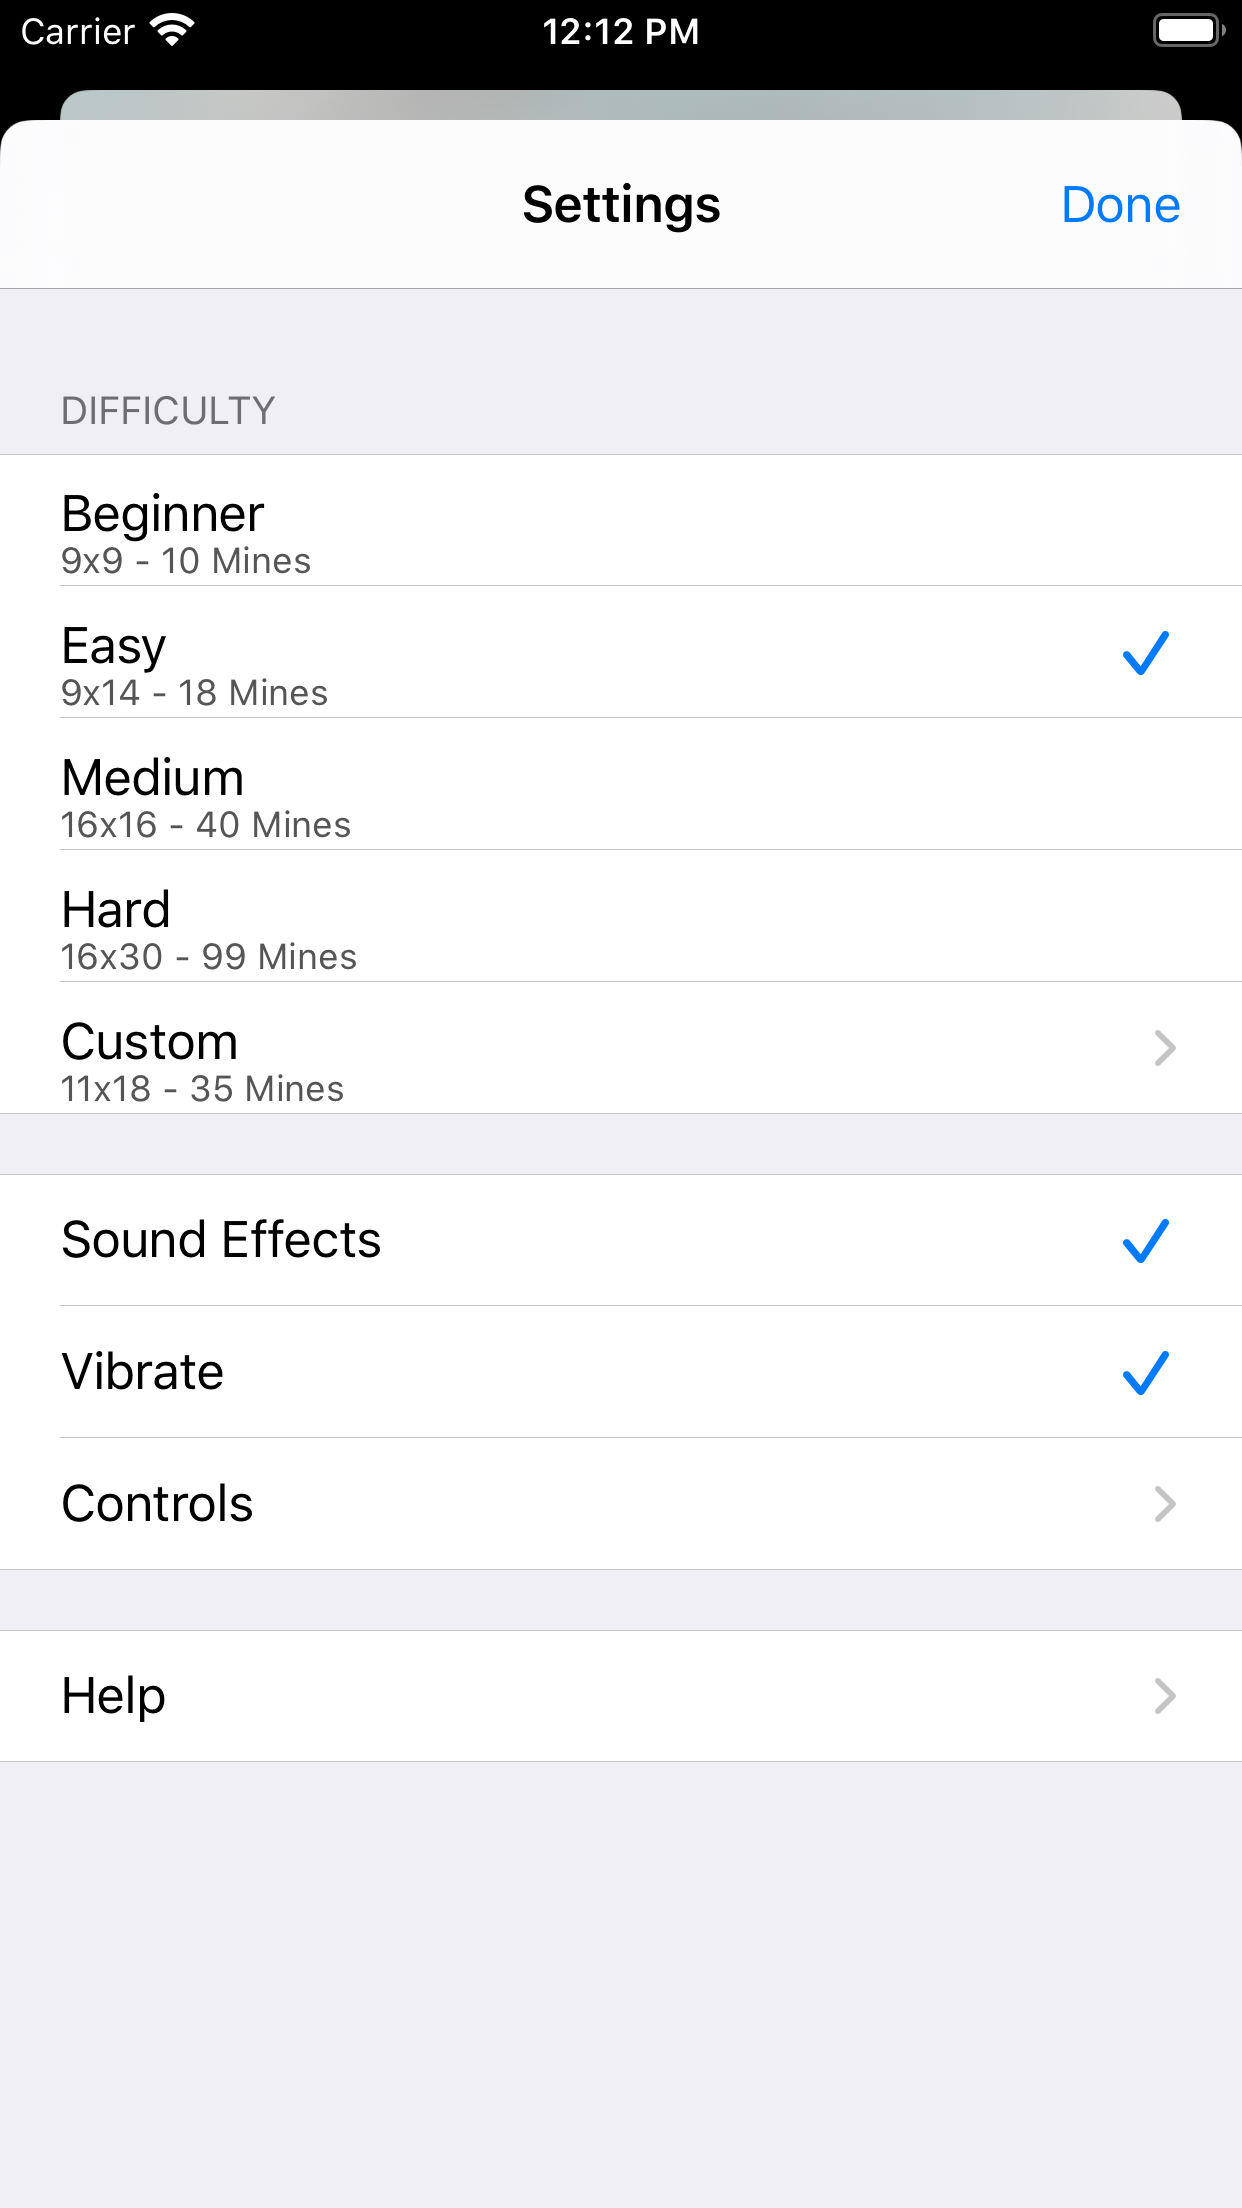 Carrier 12:12 PM
Settings Done
DIFFICULTY
Beginner
9x9 - 10 Mines
Easy
9x14 - 18 Mines
Medium
16x16 - 40 Mines
Hard
16x30 - 99 Mines
Custom
11x18 - 35 Mines
Sound Effects
Vibrate
Controls
Help